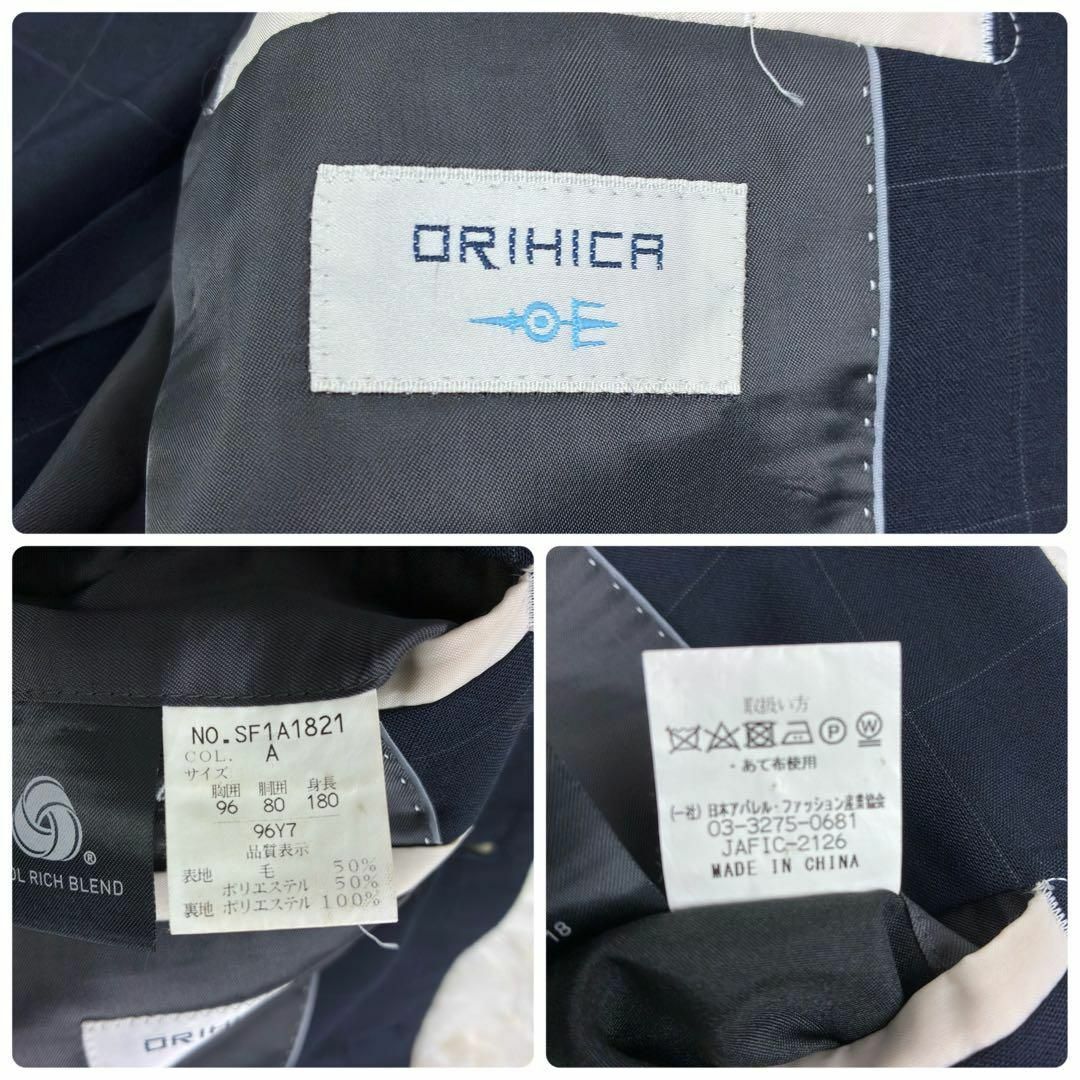 ORIHICA
E
NO.SF1A1821
COL. A
サイズ
胸囲 胴囲 身長
96 80 180
96Y7
品質表示
表地 毛 50%
ポリエステル 50%
裏地 ポリエステル 100%
OL RICH BLEND
®
ORIH
取扱い方
P W
・あて布使用
(一社)日本アパレル・ファッション産業協会
03-3275-0681
JAFIC-2126
MADE IN CHINA
18